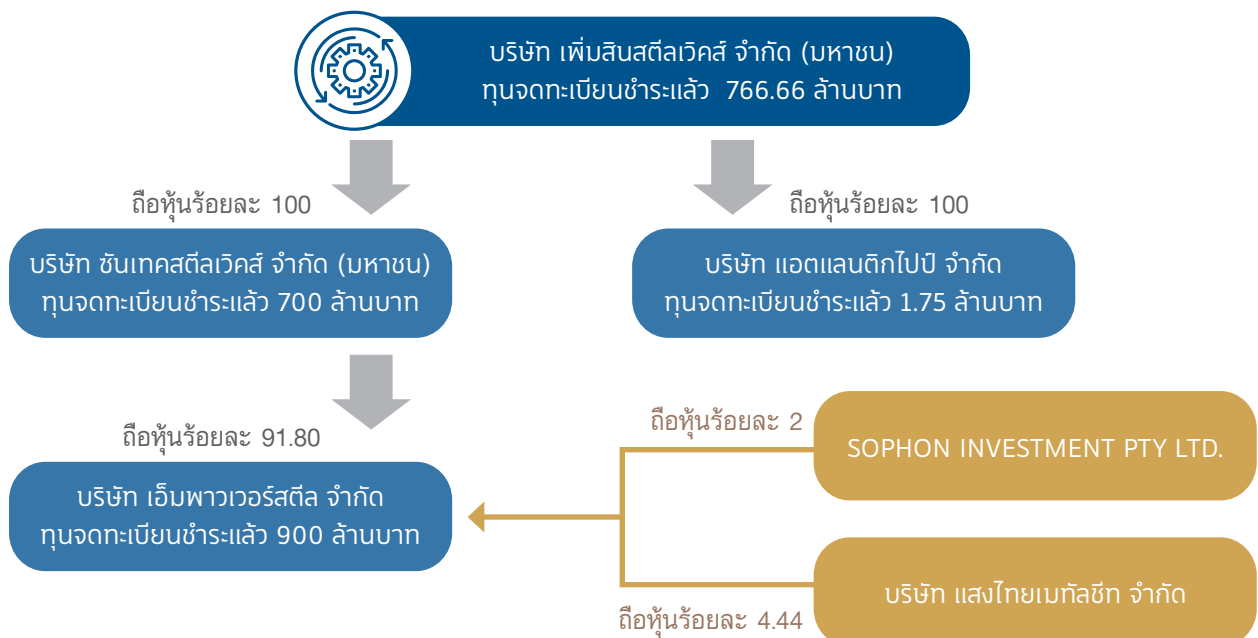 บริษัท เพิ่มสินสตีลเวิคส์ จำกัด (มหาชน)
ทุนจดทะเบียนชำระแล้ว 766.66 ล้านบาท
ถือหุ้นร้อยละ 100
ถือหุ้นร้อยละ 100
บริษัท ซันเทคสตีลเวิคส์ จำกัด (มหาชน)
ทุนจดทะเบียนชำระแล้ว 700 ล้านบาท
บริษัท แอตแลนติกไปป์ จำกัด
ทุนจดทะเบียนชำระแล้ว 1.75 ล้านบาท
ถือหุ้นร้อยละ 91.80
บริษัท เอ็มพาวเวอร์สตีล จำกัด
ทุนจดทะเบียนชำระแล้ว 900 ล้านบาท
ถือหุ้นร้อยละ 2
SOPHON INVESTMENT PTY LTD.
บริษัท แสงไทยเมทัลชีท จำกัด
ถือหุ้นร้อยละ 4.44